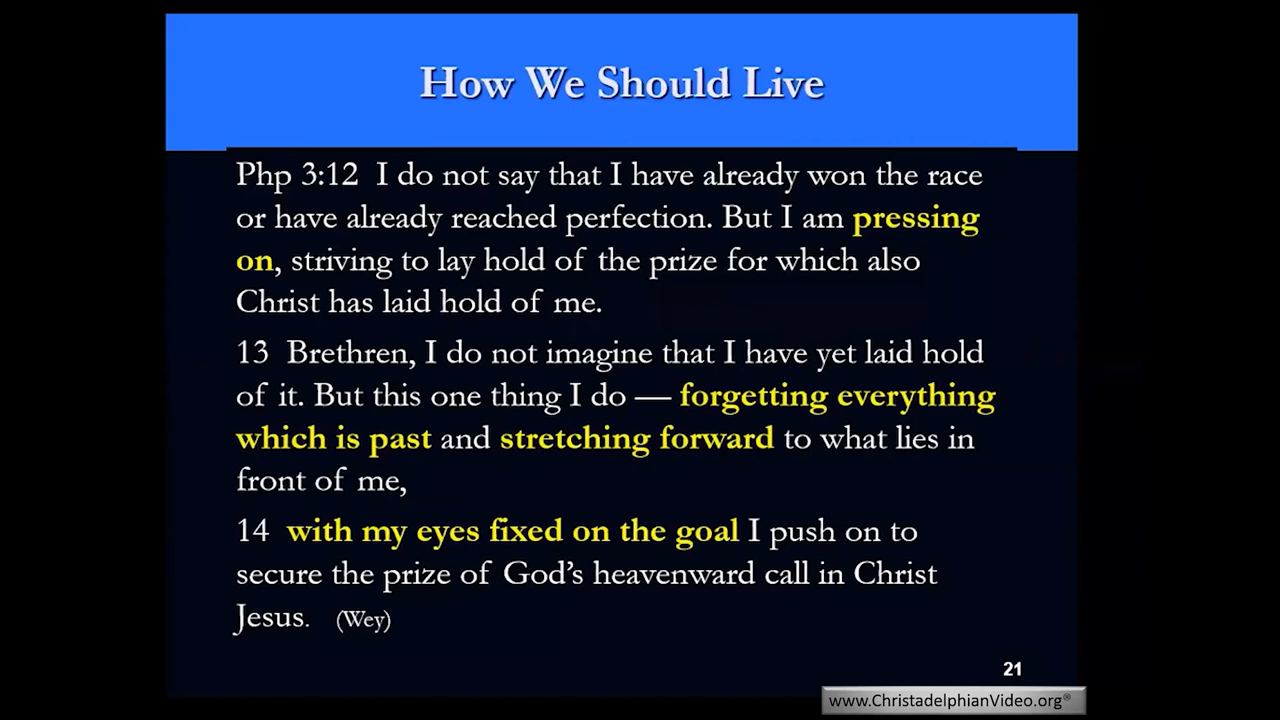 How We Should Live
Php 3:12 I do not say that I have already won the race
or have already reached perfection. But I am pressing
on, striving to lay hold of the prize for which also
Christ has laid hold of me.
13 Brethren, I do not imagine that I have yet laid hold
of it. But this one thing I do — forgetting everything
which is past and stretching forward to what lies in
front of me,
14 with my eyes fixed on the goal I push on to
secure the prize of God’s heavenward call in Christ
Jesus. (Wey)
21
www.ChristadelphianVideo.org®